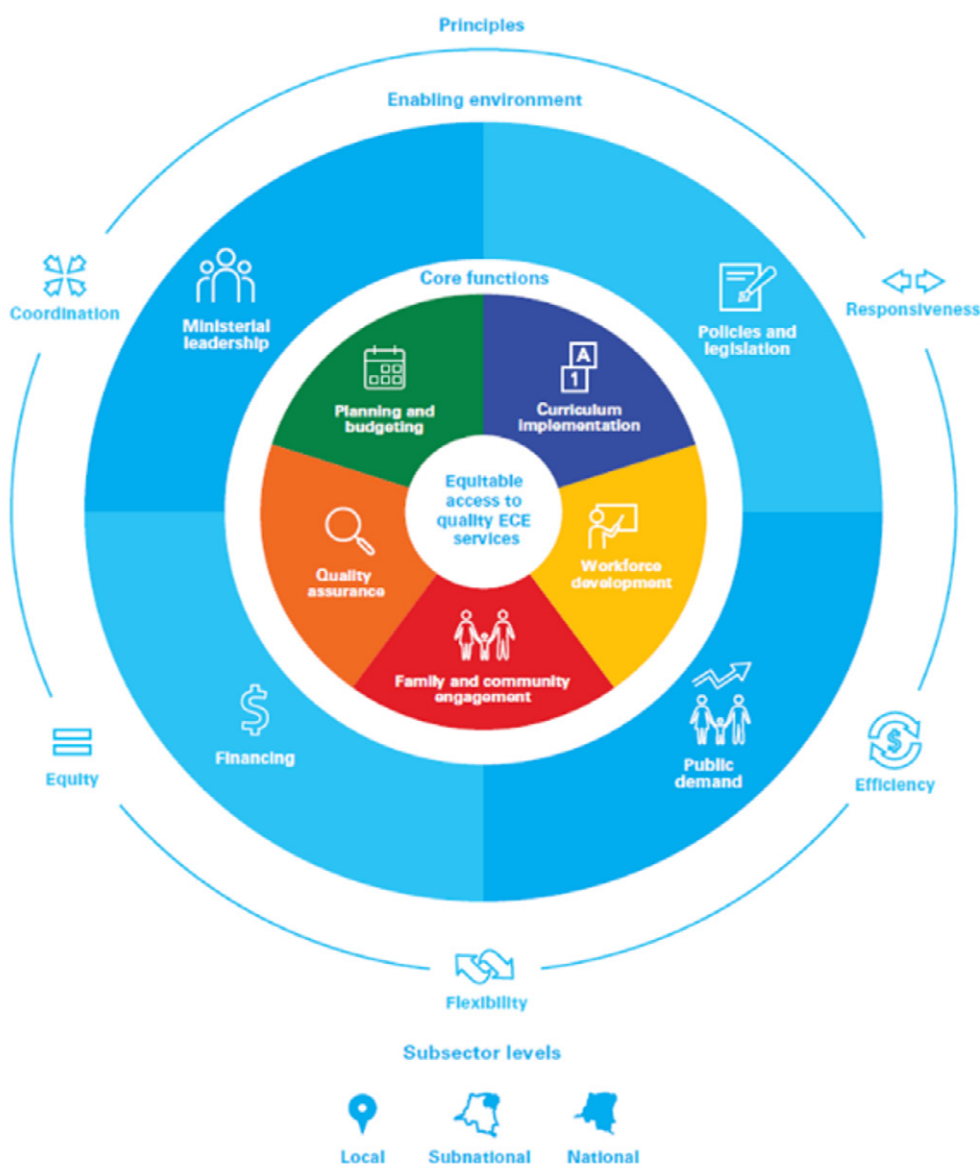 Principles
Enabling environment
Coordination
Responsiveness
Ministerial
leadership
Policies and
legislation
Core functions
Planning and
budgeting
A
1
Curriculum
implementation
Equitable
access to
quality ECE
services
Quality
assurance
Workforce
development
Family and community
engagement
$
Financing
Public
demand
Equity
$
Efficiency
Flexibility
Subsector levels
Local
Subnational
National